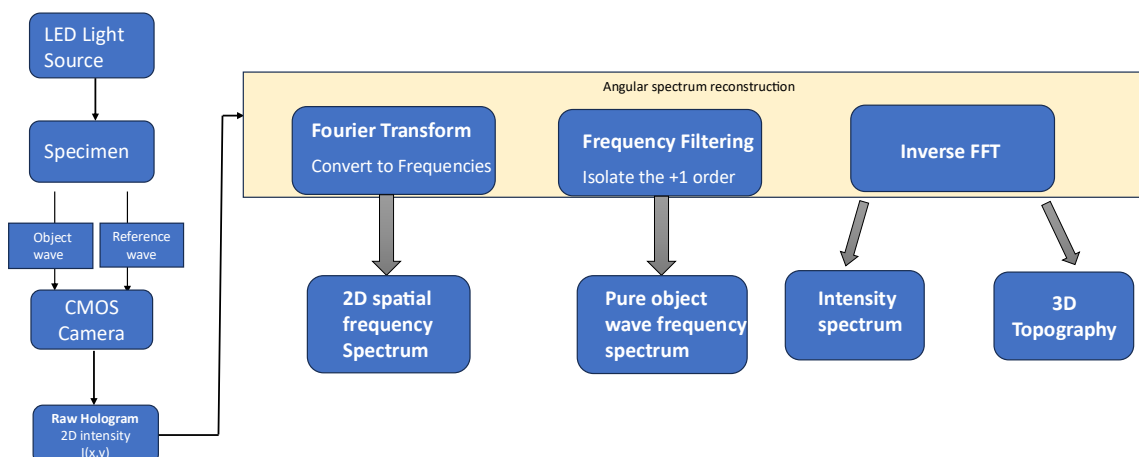 LED Light
Source
Specimen
Object
wave
Reference
wave
CMOS
Camera
Raw Hologram
2D intensity
I(x,y)
Angular spectrum reconstruction
Fourier Transform
Convert to Frequencies
Frequency Filtering
Isolate the +1 order
Inverse FFT
2D spatial
frequency
Spectrum
Pure object
wave frequency
spectrum
Intensity
spectrum
3D
Topography